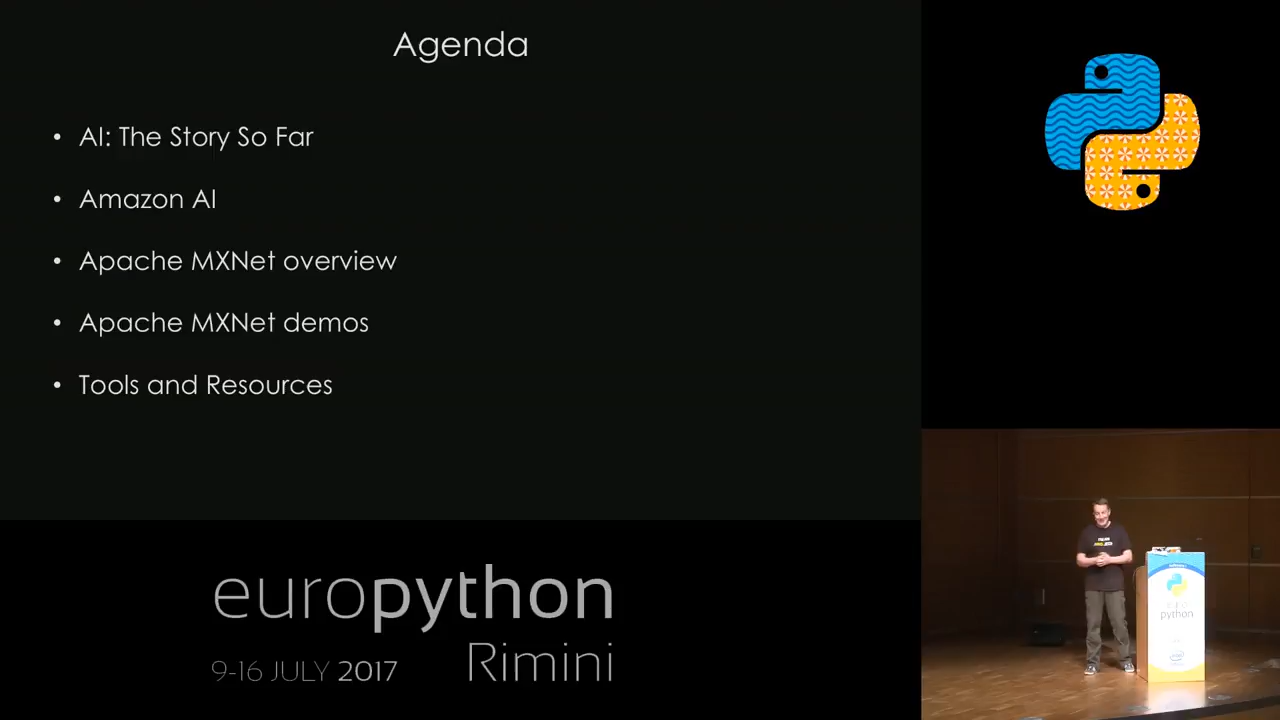 Agenda
• AI: The Story So Far
• Amazon AI
• Apache MXNet overview
• Apache MXNet demos
• Tools and Resources
europython
9-16 JULY 2017
Rimini
python